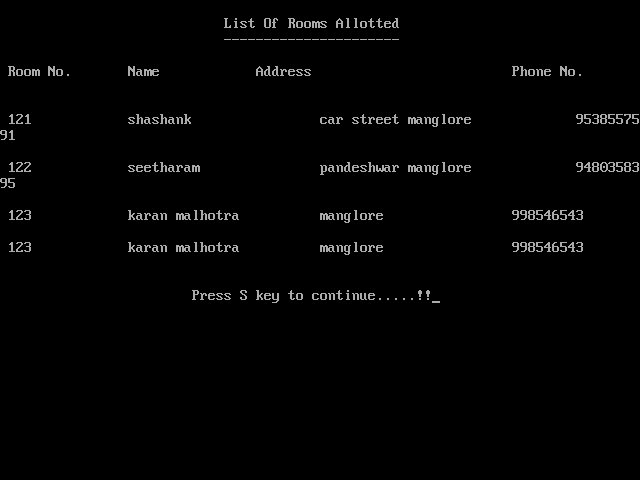 List Of Rooms Allotted
----------------------
Room No. Name Address Phone No.
121 shashank car street manglore 95385575
91
122 seetharam pandeshwar manglore 94803583
95
123 karan malhotra manglore 998546543
123 karan malhotra manglore 998546543
Press S key to continue.....!!_